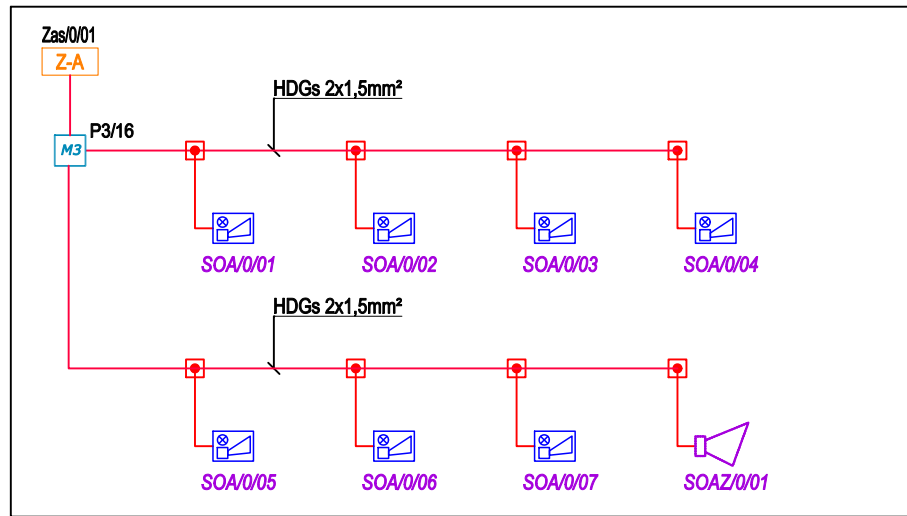 Zas/0/01
Z-A
P3/16
M3
HDGs 2x1,5mm²
SOA/0/01
SOA/0/02
SOA/0/03
SOA/0/04
HDGs 2x1,5mm²
SOA/0/05
SOA/0/06
SOA/0/07
SOAZ/0/01